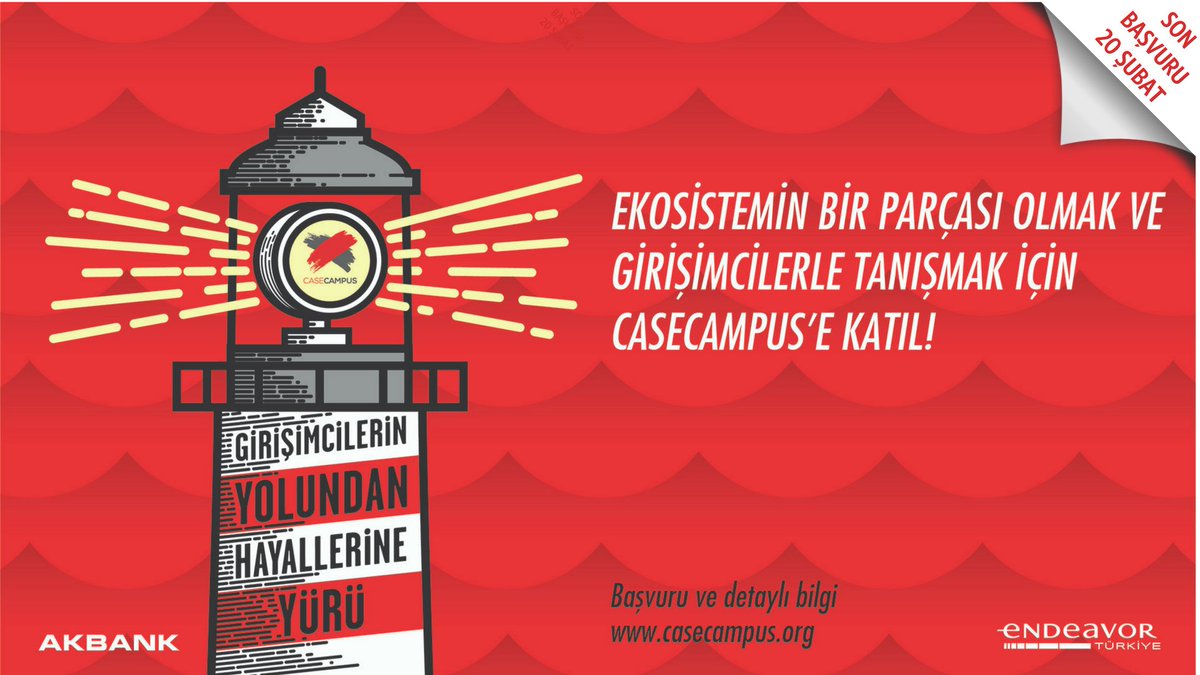 SON
BAŞVURU
20 ŞUBAT
EKOSİSTEMİN BİR PARÇASI OLMAK VE
GİRİŞİMCİLERLE TANIŞMAK İÇİN
CASECAMPUS'E KATIL!
CASECAMPUS
GİRİŞİMCİLERİN
YOLUNDAN
HAYALLERİNE
YÜRÜ
Başvuru ve detaylı bilgi
www.casecampus.org
AKBANK
enDeavor
TÜRKİYE